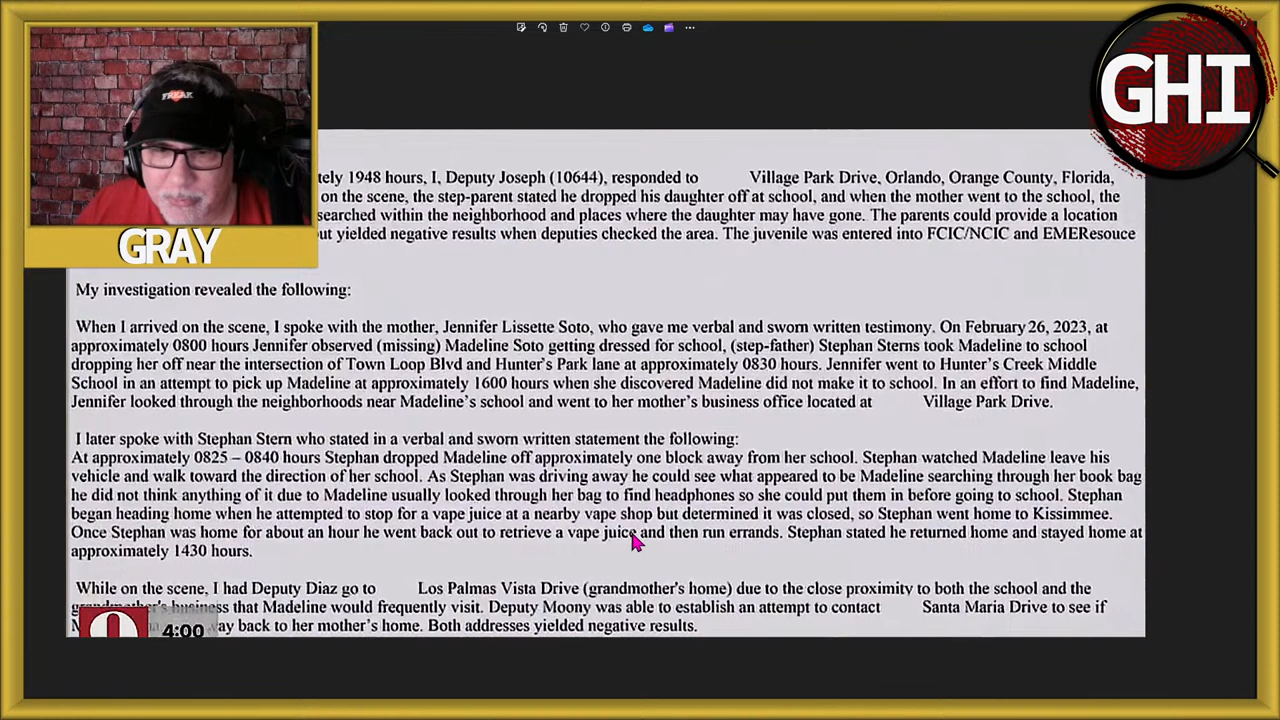 FREAK
GRAY
GHI
tely 1948 hours, I, Deputy Joseph (10644), responded to Village Park Drive, Orlando, Orange County, Florida,
on the scene, the step-parent stated he dropped his daughter off at school, and when the mother went to the school, the
searched within the neighborhood and places where the daughter may have gone. The parents could provide a location
ut yielded negative results when deputies checked the area. The juvenile was entered into FCIC/NCIC and EMEResouce
My investigation revealed the following:
When I arrived on the scene, I spoke with the mother, Jennifer Lissette Soto, who gave me verbal and sworn written testimony. On February 26, 2023, at
approximately 0800 hours Jennifer observed (missing) Madeline Soto getting dressed for school, (step-father) Stephan Sterns took Madeline to school
dropping her off near the intersection of Town Loop Blvd and Hunter's Park lane at approximately 0830 hours. Jennifer went to Hunter's Creek Middle
School in an attempt to pick up Madeline at approximately 1600 hours when she discovered Madeline did not make it to school. In an effort to find Madeline,
Jennifer looked through the neighborhoods near Madeline's school and went to her mother's business office located at Village Park Drive.
I later spoke with Stephan Stern who stated in a verbal and sworn written statement the following:
At approximately 0825 – 0840 hours Stephan dropped Madeline off approximately one block away from her school. Stephan watched Madeline leave his
vehicle and walk toward the direction of her school. As Stephan was driving away he could see what appeared to be Madeline searching through her book bag
he did not think anything of it due to Madeline usually looked through her bag to find headphones so she could put them in before going to school. Stephan
began heading home when he attempted to stop for a vape juice at a nearby vape shop but determined it was closed, so Stephan went home to Kissimmee.
Once Stephan was home for about an hour he went back out to retrieve a vape juice and then run errands. Stephan stated he returned home and stayed home at
approximately 1430 hours.
While on the scene, I had Deputy Diaz go to Los Palmas Vista Drive (grandmother's home) due to the close proximity to both the school and the
grandmother's business that Madeline would frequently visit. Deputy Moony was able to establish an attempt to contact Santa Maria Drive to see if
way back to her mother's home. Both addresses yielded negative results.
4:00